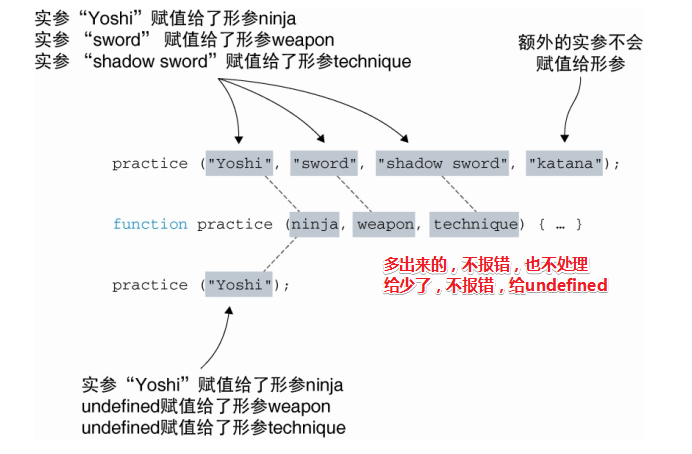 实参“Yoshi”赋值给了形参ninja
实参 “sword” 赋值给了形参weapon
实参 “shadow sword”赋值给了形参technique
额外的实参不会
赋值给形参
practice ("Yoshi", "sword", "shadow sword", "katana");
function practice (ninja, weapon, technique) { … }
多出来的，不报错，也不处理
给少了，不报错，给undefined
practice ("Yoshi");
实参“Yoshi”赋值给了形参ninja
undefined赋值给了形参weapon
undefined赋值给了形参technique